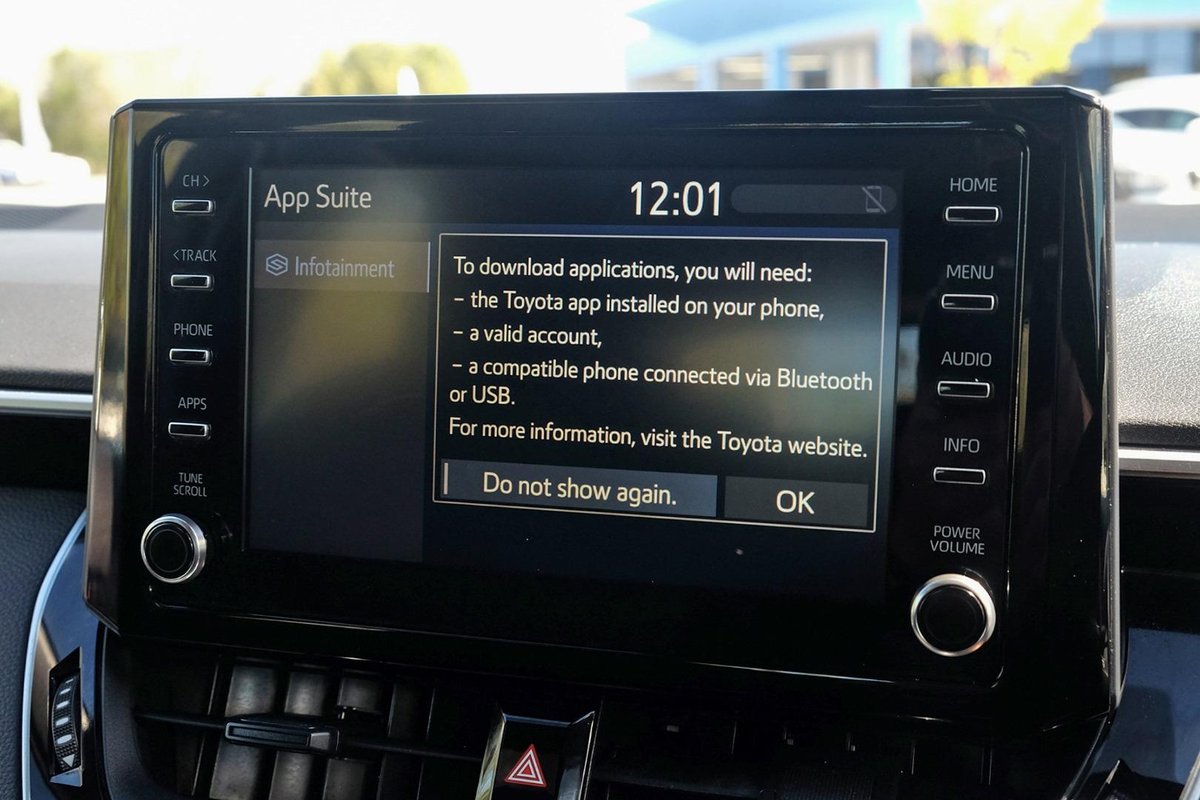 CH >
< TRACK
PHONE
APPS
TUNE
SCROLL
App Suite
12:01
Infotainment
To download applications, you will need:
– the Toyota app installed on your phone,
– a valid account,
– a compatible phone connected via Bluetooth
or USB.
For more information, visit the Toyota website.
Do not show again.
OK
HOME
MENU
AUDIO
INFO
POWER
VOLUME